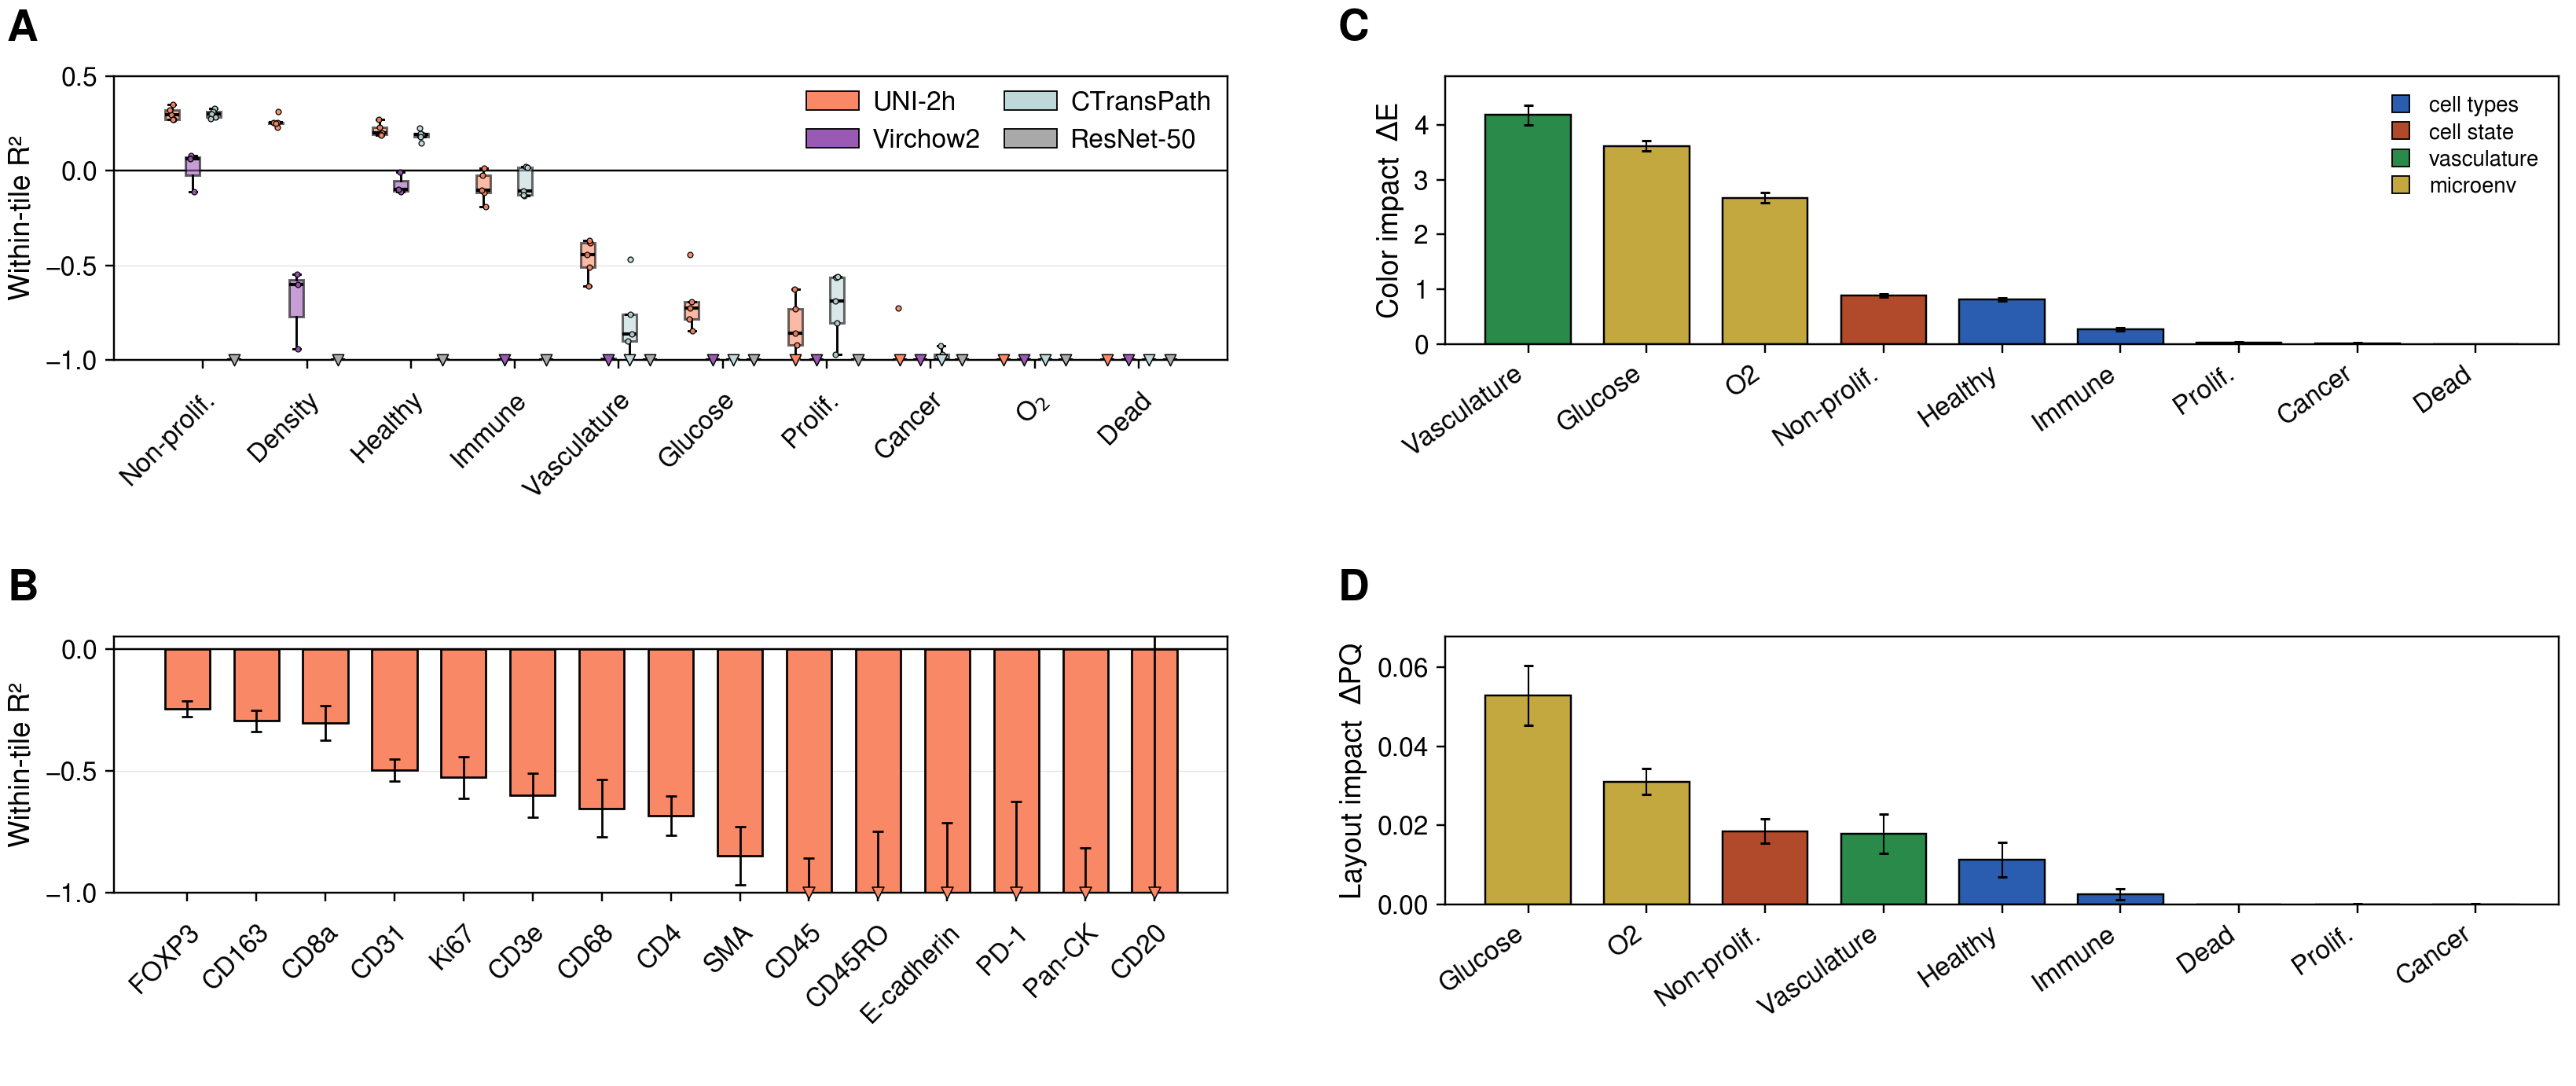 A
Within-tile R²
0.5
0.0
−0.5
−1.0
UNI-2h
Virchow2
CTransPath
ResNet-50
Non-prolif.
Density
Healthy
Immune
Vasculature
Glucose
Prolif.
Cancer
O₂
Dead
C
Color impact ΔE
4
3
2
1
0
cell types
cell state
vasculature
microenv
Vasculature
Glucose
O2
Non-prolif.
Healthy
Immune
Prolif.
Cancer
Dead
B
Within-tile R²
0.0
−0.5
−1.0
FOXP3
CD163
CD8a
CD31
Ki67
CD3e
CD68
CD4
SMA
CD45
CD45RO
E-cadherin
PD-1
Pan-CK
CD20
D
Layout impact ΔPQ
0.06
0.04
0.02
0.00
Glucose
O2
Non-prolif.
Vasculature
Healthy
Immune
Dead
Prolif.
Cancer